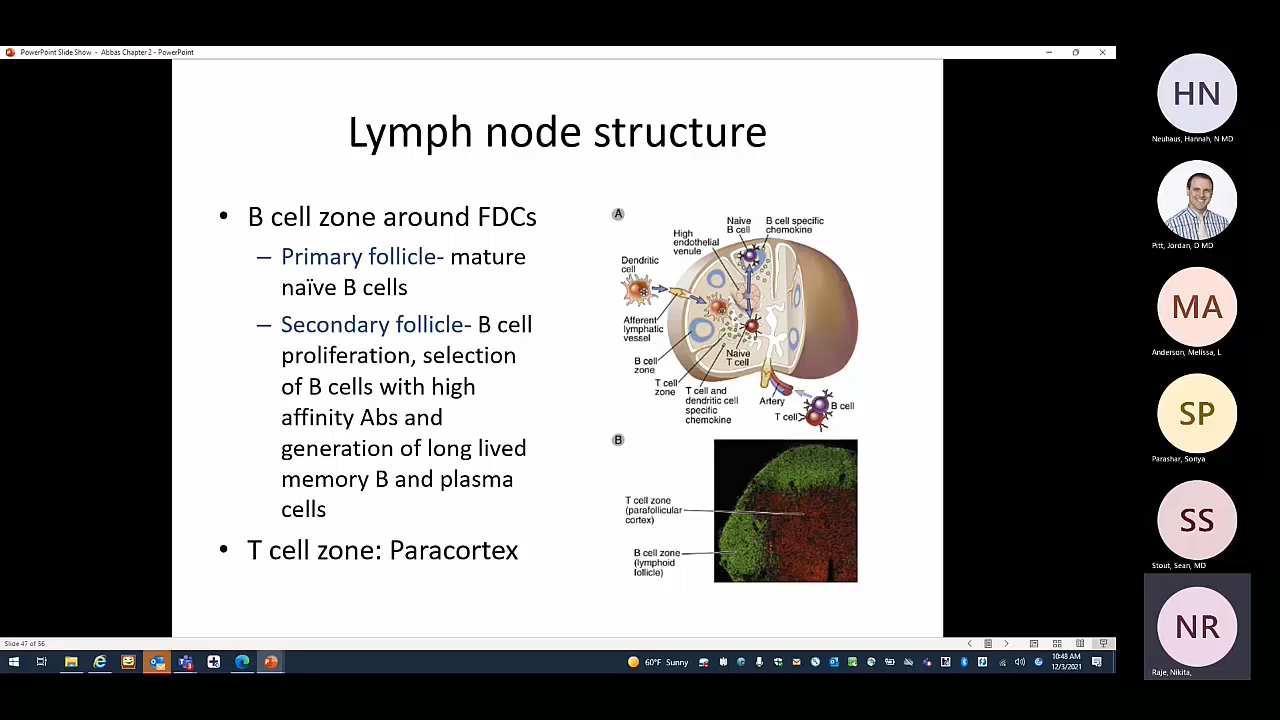 PowerPoint Slide Show - Abbas Chapter 2 - PowerPoint
Lymph node structure
• B cell zone around FDCs
– Primary follicle- mature
naïve B cells
– Secondary follicle- B cell
proliferation, selection
of B cells with high
affinity Abs and
generation of long lived
memory B and plasma
cells
• T cell zone: Paracortex
A
Naive
B cell
B cell specific
chemokine
High
endothelial
venule
Dendritic
cell
Afferent
lymphatic
vessel
B cell
zone
T cell
zone
Naive
T cell
T cell and
dendritic cell
specific
chemokine
Artery
B cell
T cell
B
T cell zone
(parafollicular
cortex)
B cell zone
(lymphoid
follicle)
Slide 47 of 56
60°F Sunny
10:48 AM
12/3/2021
HN
Neuhaus, Hannah, N MD
Pitt, Jordan, D MD
MA
Anderson, Melissa, L
SP
Parashar, Sonya
SS
Stout, Sean, MD
NR
Raje, Nikita,